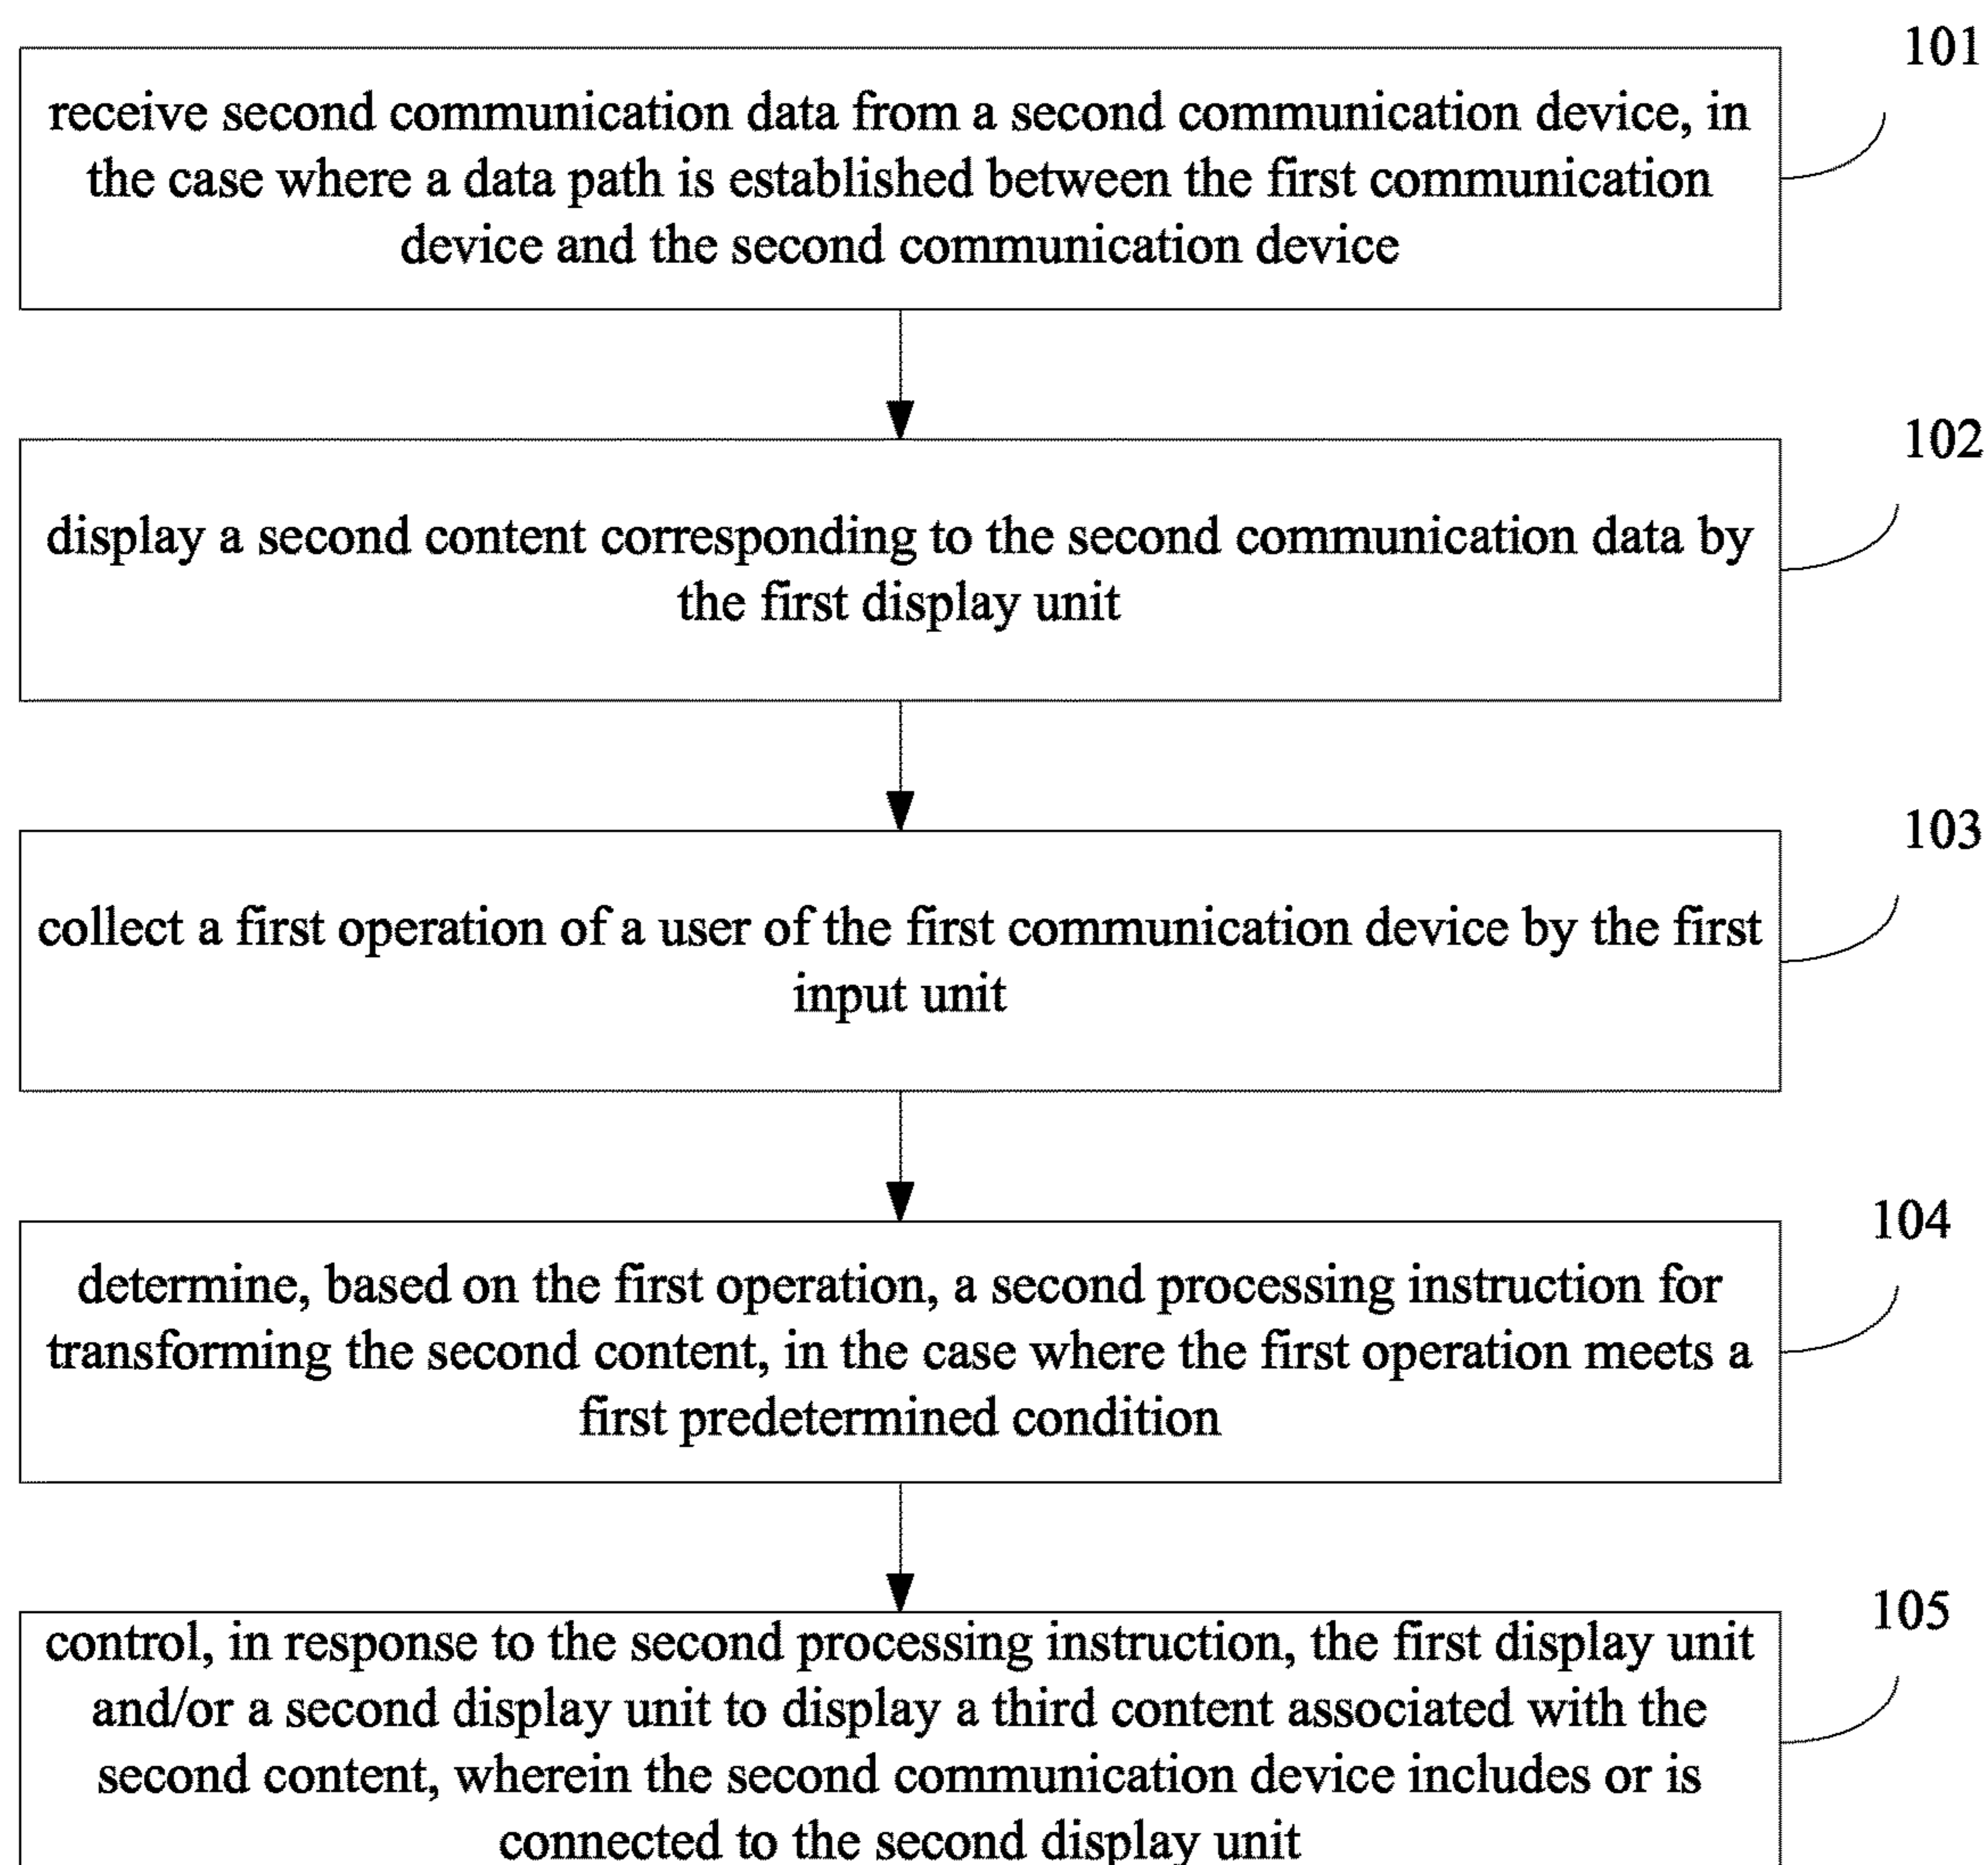 101
receive second communication data from a second communication device, in
the case where a data path is established between the first communication
device and the second communication device
102
display a second content corresponding to the second communication data by
the first display unit
103
collect a first operation of a user of the first communication device by the first
input unit
104
determine, based on the first operation, a second processing instruction for
transforming the second content, in the case where the first operation meets a
first predetermined condition
105
control, in response to the second processing instruction, the first display unit
and/or a second display unit to display a third content associated with the
second content, wherein the second communication device includes or is
connected to the second display unit